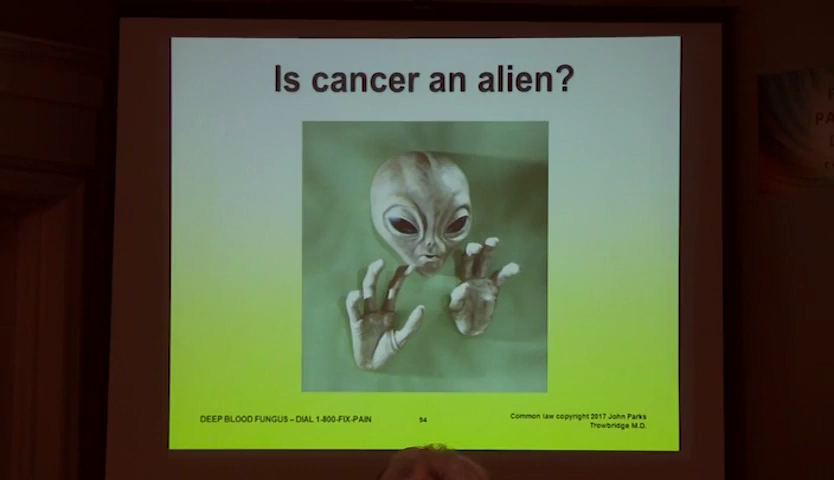 Is cancer an alien?
DEEP BLOOD FUNGUS – DIAL 1-800-FIX-PAIN
94
Common law copyright 2017 John Parks
Trowbridge M.D.
PA